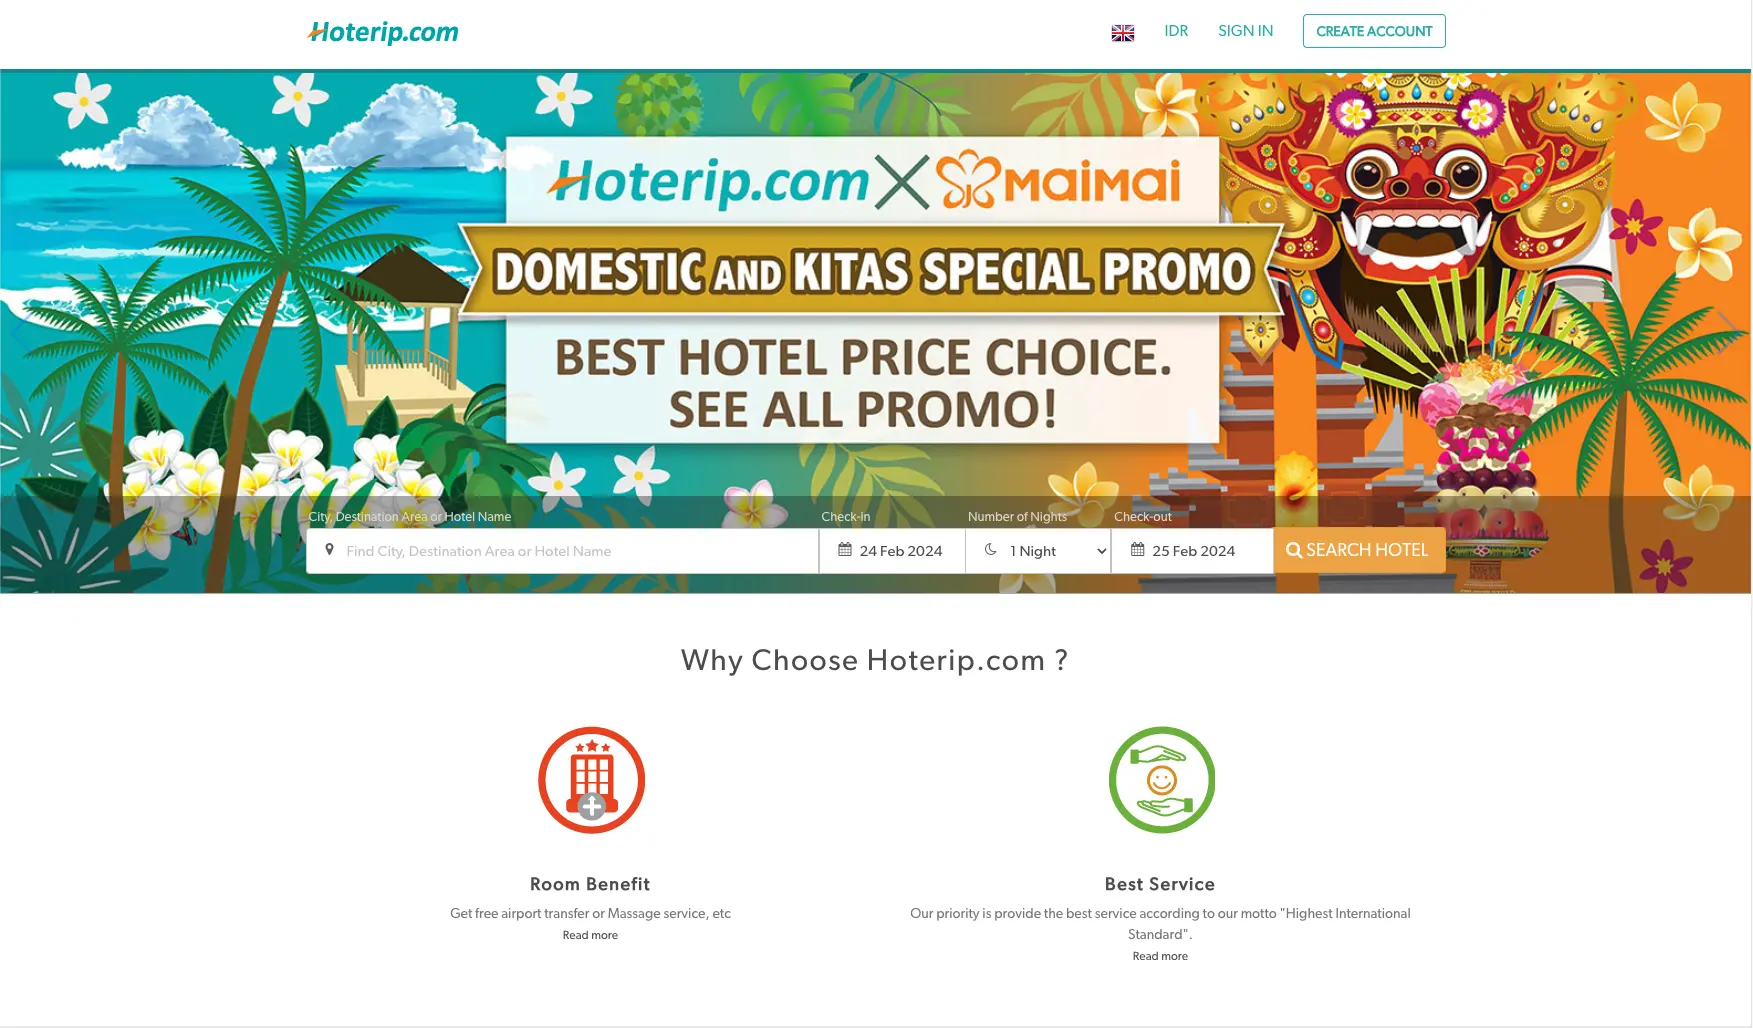 Hoterip.com
IDR
SIGN IN
CREATE ACCOUNT
Hoterip.com X MaiMai
DOMESTIC AND KITAS SPECIAL PROMO
BEST HOTEL PRICE CHOICE.
SEE ALL PROMO!
City, Destination Area or Hotel Name
Check-in
Number of Nights
Check-out
Find City, Destination Area or Hotel Name
24 Feb 2024
1 Night
25 Feb 2024
SEARCH HOTEL
Why Choose Hoterip.com ?
Room Benefit
Get free airport transfer or Massage service, etc
Read more
Best Service
Our priority is provide the best service according to our motto "Highest International
Standard".
Read more